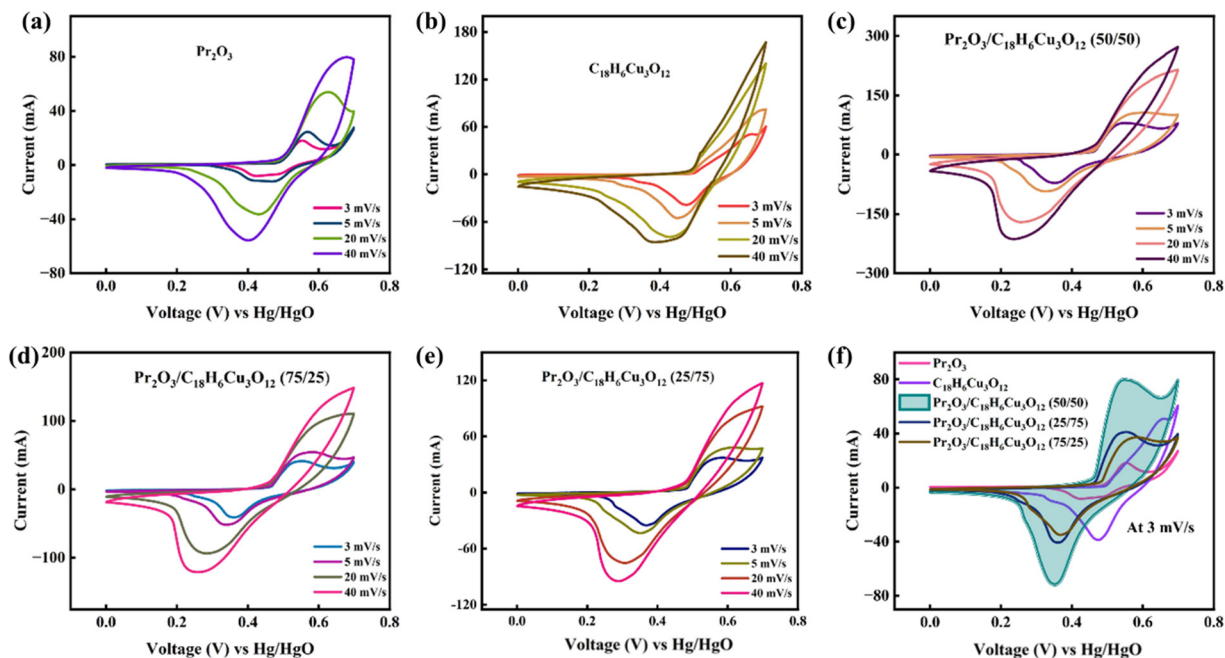 (a)
Pr₂O₃
80
40
0
−40
−80
0.0 0.2 0.4 0.6 0.8
Current (mA)
Voltage (V) vs Hg/HgO
3 mV/s
5 mV/s
20 mV/s
40 mV/s
(b)
C₁₈H₆Cu₃O₁₂
180
120
60
0
−60
−120
0.0 0.2 0.4 0.6 0.8
Current (mA)
Voltage (V) vs Hg/HgO
3 mV/s
5 mV/s
20 mV/s
40 mV/s
(c)
Pr₂O₃/C₁₈H₆Cu₃O₁₂ (50/50)
300
150
0
−150
−300
0.0 0.2 0.4 0.6 0.8
Current (mA)
Voltage (V) vs Hg/HgO
3 mV/s
5 mV/s
20 mV/s
40 mV/s
(d)
Pr₂O₃/C₁₈H₆Cu₃O₁₂ (75/25)
200
100
0
−100
0.0 0.2 0.4 0.6 0.8
Current (mA)
Voltage (V) vs Hg/HgO
3 mV/s
5 mV/s
20 mV/s
40 mV/s
(e)
Pr₂O₃/C₁₈H₆Cu₃O₁₂ (25/75)
120
60
0
−60
−120
0.0 0.2 0.4 0.6 0.8
Current (mA)
Voltage (V) vs Hg/HgO
3 mV/s
5 mV/s
20 mV/s
40 mV/s
(f)
Pr₂O₃
C₁₈H₆Cu₃O₁₂
Pr₂O₃/C₁₈H₆Cu₃O₁₂ (50/50)
Pr₂O₃/C₁₈H₆Cu₃O₁₂ (25/75)
Pr₂O₃/C₁₈H₆Cu₃O₁₂ (75/25)
At 3 mV/s
80
40
0
−40
−80
0.0 0.2 0.4 0.6 0.8
Current (mA)
Voltage (V) vs Hg/HgO